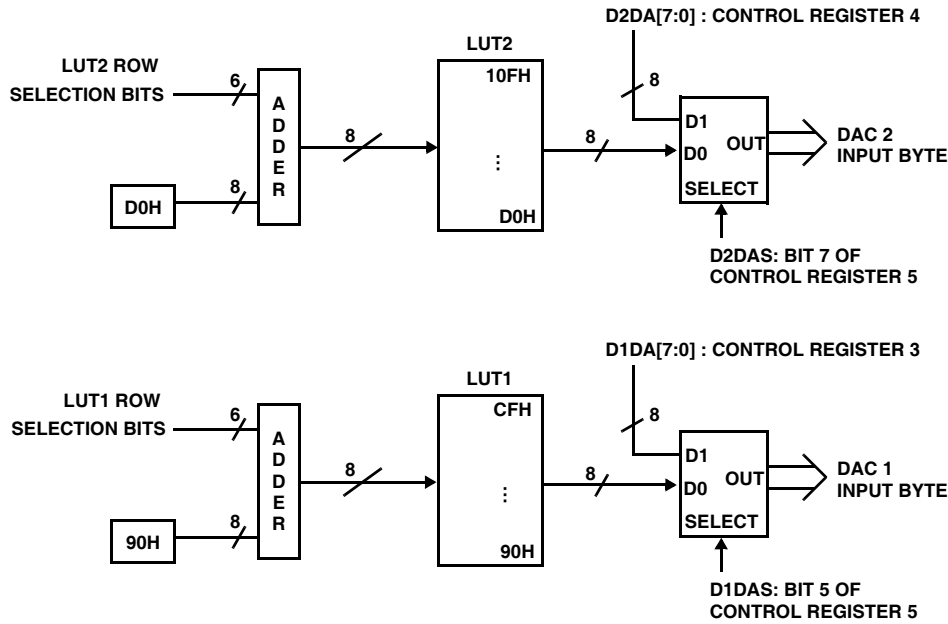 D2DA[7:0] : CONTROL REGISTER 4
LUT2
LUT2 ROW
SELECTION BITS
6
A
D
D
E
R
8
D0H
8
10FH
...
D0H
8
8
D1
D0
OUT
SELECT
DAC 2
INPUT BYTE
D2DAS: BIT 7 OF
CONTROL REGISTER 5
D1DA[7:0] : CONTROL REGISTER 3
LUT1
LUT1 ROW
SELECTION BITS
6
A
D
D
E
R
8
90H
8
CFH
...
90H
8
8
D1
D0
OUT
SELECT
DAC 1
INPUT BYTE
D1DAS: BIT 5 OF
CONTROL REGISTER 5